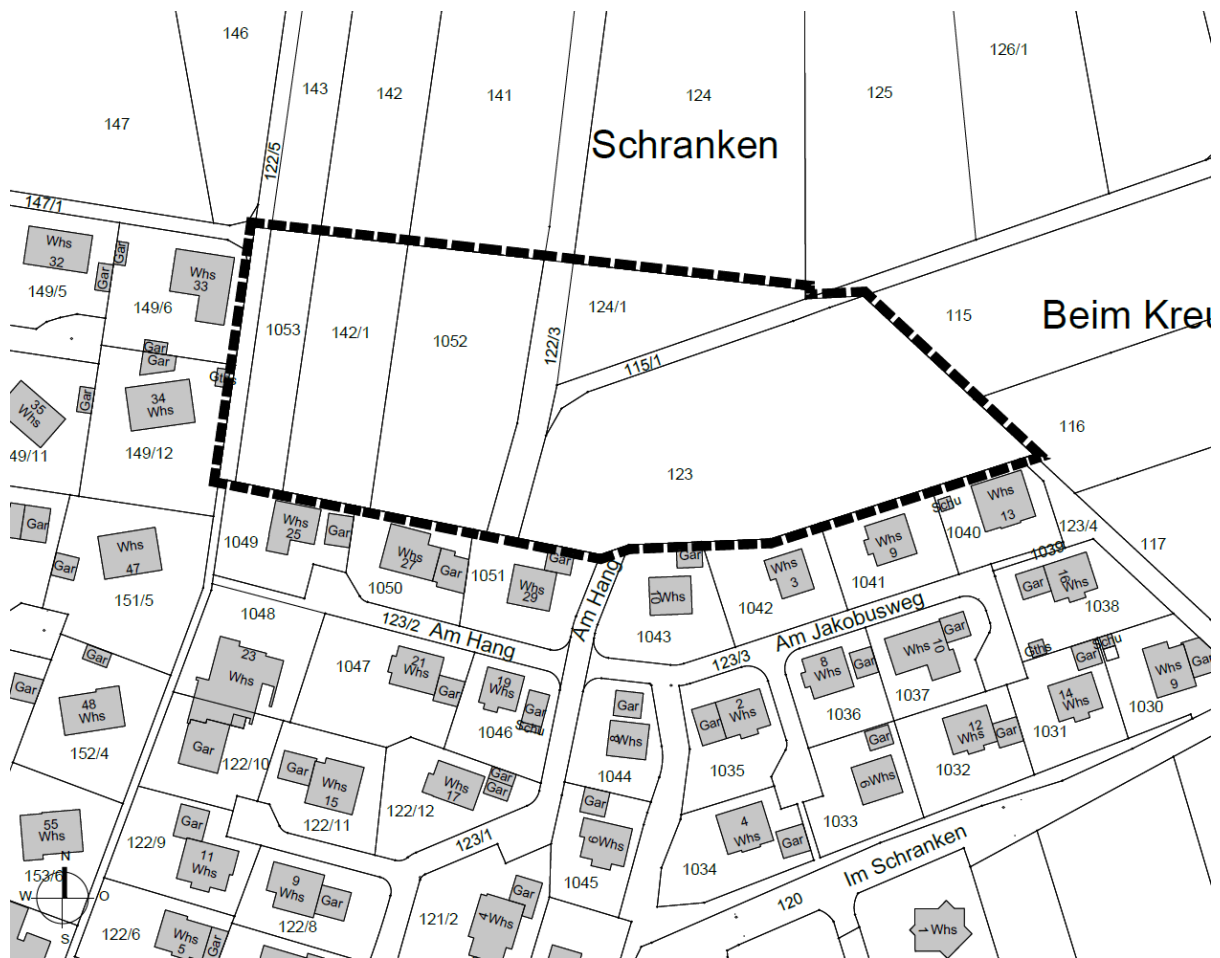 146
126/1
143
142
141
124
125
147
Schranken
122/5
147/1
Whs
32
Gar
Gar
Whs
33
149/5
149/6
124/1
115
Beim Kreu
1053
142/1
1052
122/3
115/1
Gar
Gar
Gths
34
Whs
Gar
35
Whs
49/11
149/12
116
123
Schu
Whs
13
1040
123/4
117
Gar
Whs
25
Gar
1049
Whs
27
Gar
1050
1051
Gar
Whs
29
Am Hang
Gar
Whs
10
1043
Whs
3
1042
Whs
9
1041
1039
Gar
16
Whs
1038
Whs
47
Gar
151/5
1048
123/2
Am Hang
Am Jakobusweg
123/3
23
Whs
1047
21
Whs
Gar
19
Whs
Gar
Schu
1046
8
Whs
Gar
1036
Whs
10
Gar
1037
Gths
Schu
Gar
14
Whs
1031
Whs
9
Gar
1030
Gar
Gar
48
Whs
152/4
Gar
122/10
Gar
8
Whs
1044
Gar
2
Whs
1035
Gar
12
Whs
Gar
1032
Gar
Whs
15
122/11
Whs
17
Gar
Gar
122/12
123/1
Gar
6
Whs
1045
4
Whs
Gar
1034
6
Whs
1033
Im Schranken
120
55
Whs
153/6
N
W
O
S
122/9
Gar
11
Whs
9
Whs
Gar
122/8
122/6
Whs
5
Gar
121/2
4
Whs
Gar
1
Whs